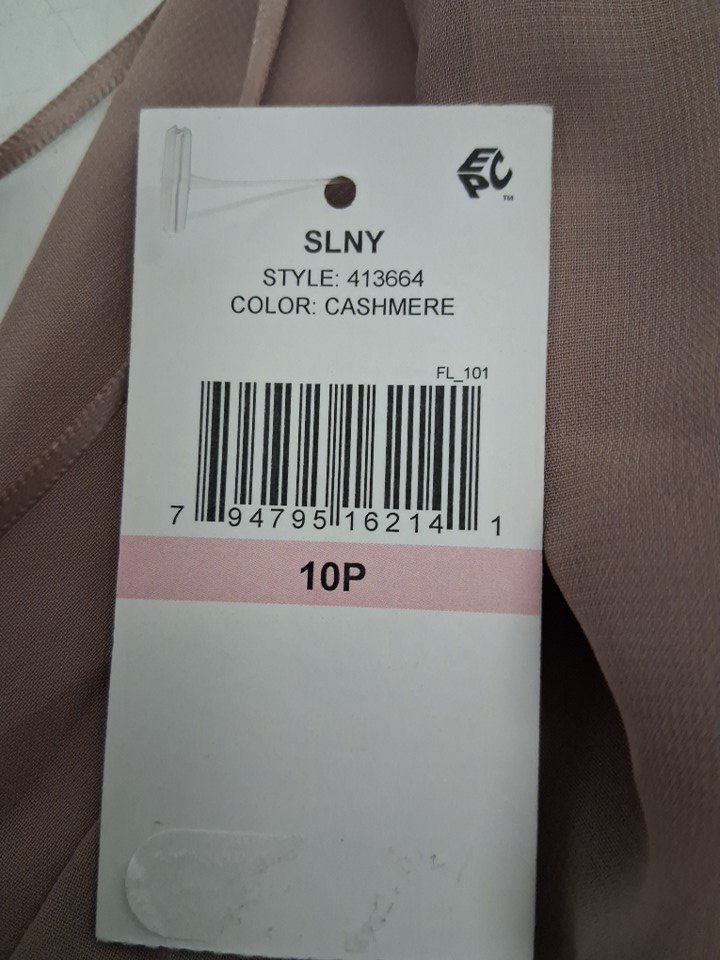 EPC
TM
SLNY
STYLE: 413664
COLOR: CASHMERE
FL_101
7 94795 16214 1
10P